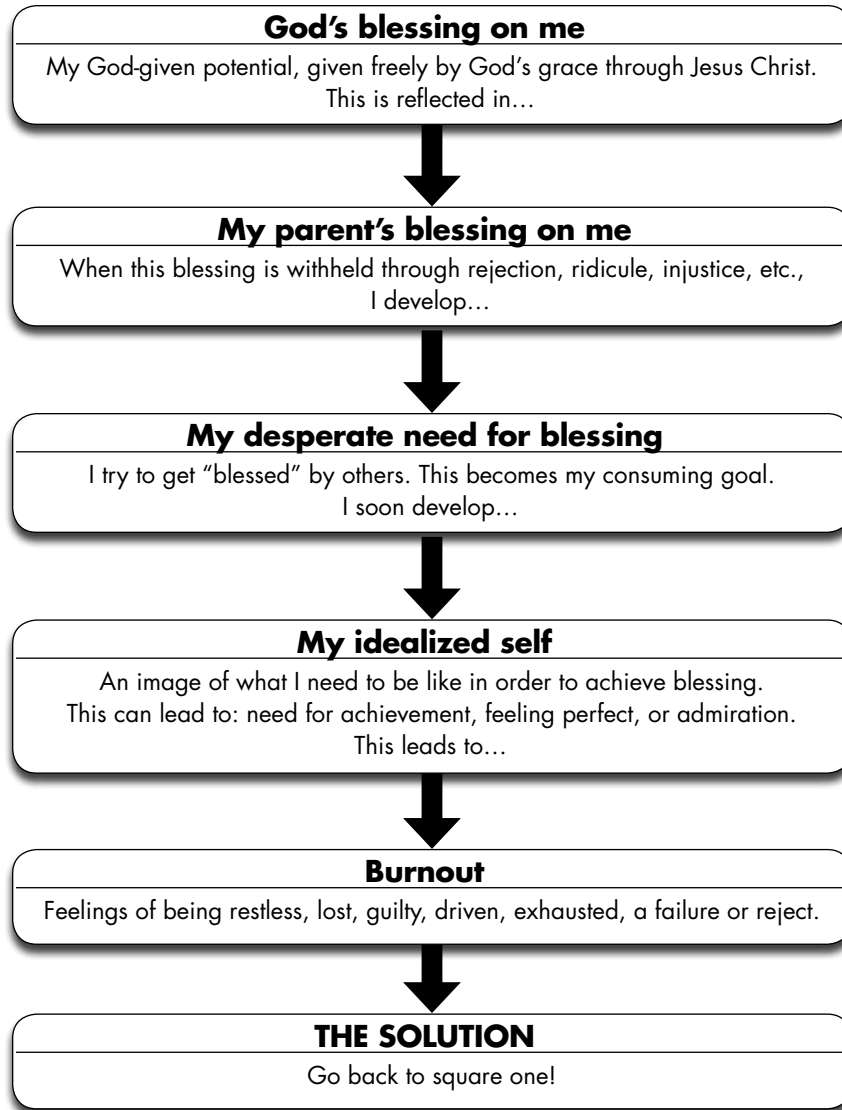 God’s blessing on me
My God-given potential, given freely by God’s grace through Jesus Christ.
This is reflected in…
My parent’s blessing on me
When this blessing is withheld through rejection, ridicule, injustice, etc.,
I develop…
My desperate need for blessing
I try to get “blessed” by others. This becomes my consuming goal.
I soon develop…
My idealized self
An image of what I need to be like in order to achieve blessing.
This can lead to: need for achievement, feeling perfect, or admiration.
This leads to…
Burnout
Feelings of being restless, lost, guilty, driven, exhausted, a failure or reject.
THE SOLUTION
Go back to square one!